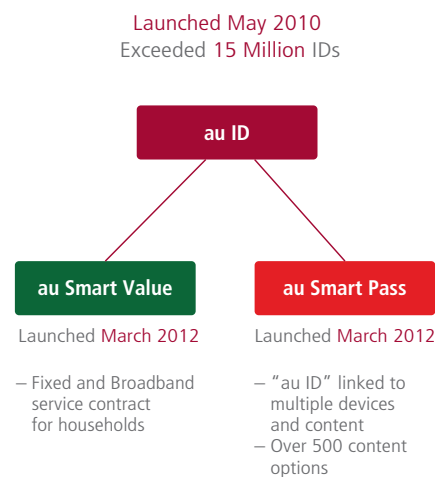 Launched May 2010
Exceeded 15 Million IDs
au ID
au Smart Value
Launched March 2012
– Fixed and Broadband
service contract
for households
au Smart Pass
Launched March 2012
– “au ID” linked to
multiple devices
and content
– Over 500 content
options